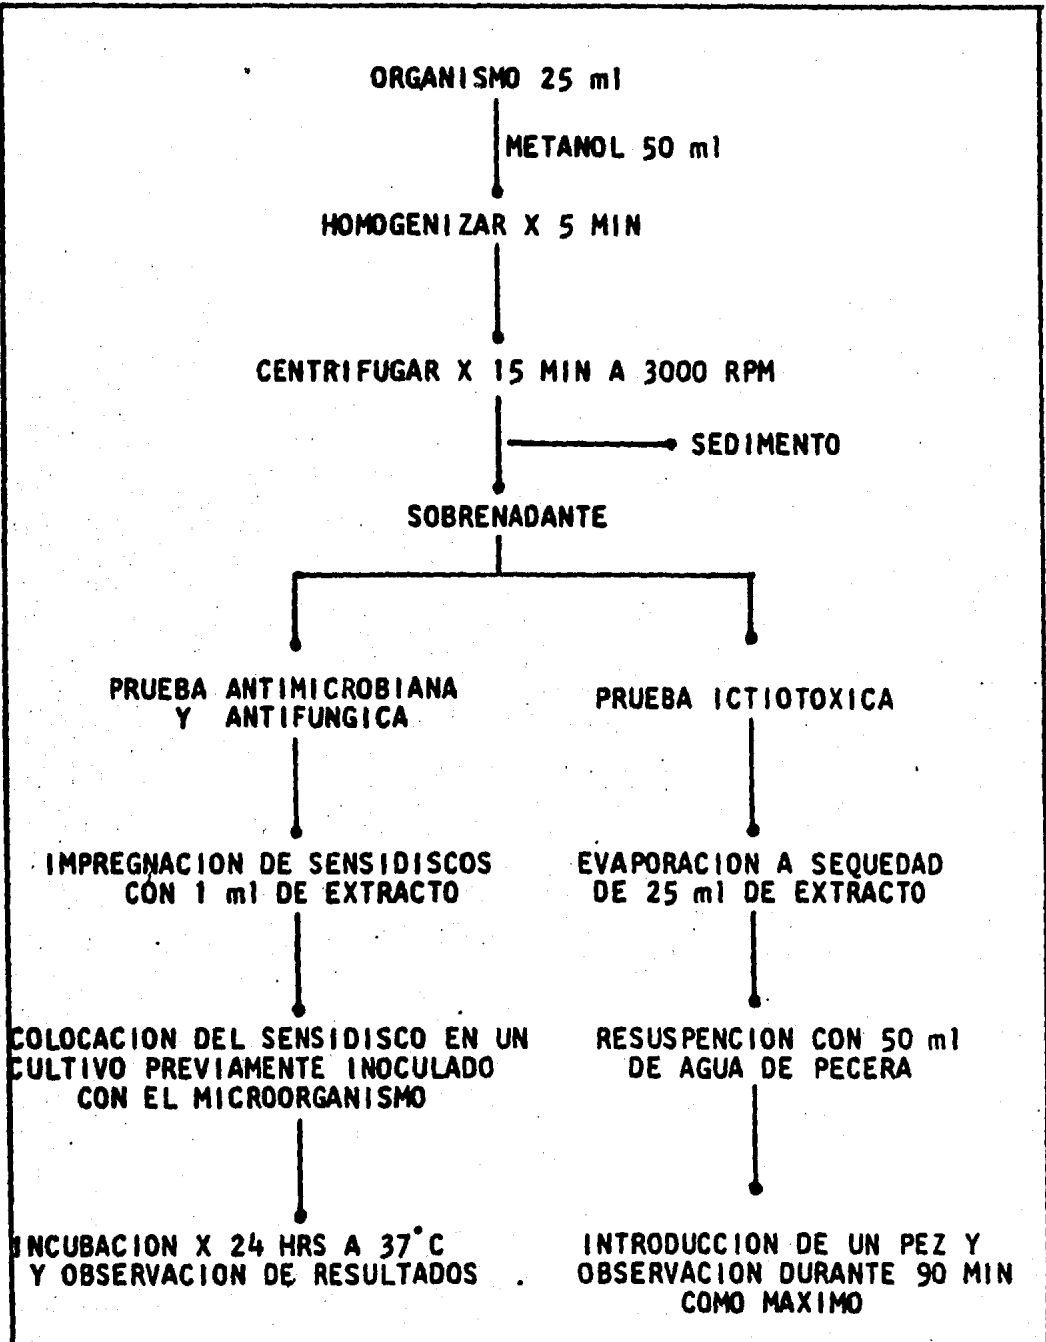 ORGANISMO 25 ml
METANOL 50 ml
HOMOGENIZAR X 5 MIN
CENTRIFUGAR X 15 MIN A 3000 RPM
SEDIMENTO
SOBRENADANTE
PRUEBA ANTIMICROBIANA
Y ANTIFUNGICA
IMPREGNACION DE SENSIDISCOS
CON 1 ml DE EXTRACTO
COLOCACION DEL SENSIDISCO EN UN
CULTIVO PREVIAMENTE INOCULADO
CON EL MICROORGANISMO
INCUBACION X 24 HRS A 37°C
Y OBSERVACION DE RESULTADOS
PRUEBA ICTIOTOXICA
EVAPORACION A SEQUEDAD
DE 25 ml DE EXTRACTO
RESUSPENCION CON 50 ml
DE AGUA DE PECERA
INTRODUCCION DE UN PEZ Y
OBSERVACION DURANTE 90 MIN
COMO MAXIMO